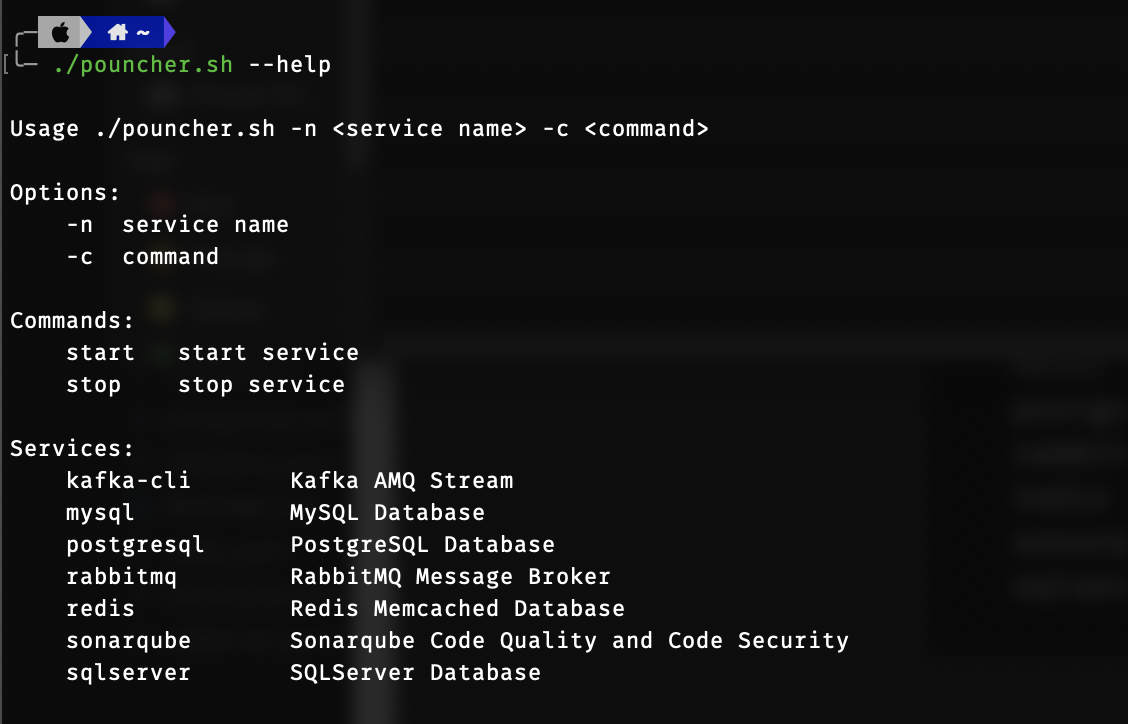 ~
./pouncher.sh --help
Usage ./pouncher.sh -n <service name> -c <command>
Options:
-n service name
-c command
Commands:
start start service
stop stop service
Services:
kafka-cli Kafka AMQ Stream
mysql MySQL Database
postgresql PostgreSQL Database
rabbitmq RabbitMQ Message Broker
redis Redis Memcached Database
sonarqube Sonarqube Code Quality and Code Security
sqlserver SQLServer Database